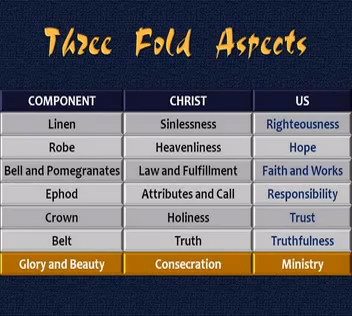 Three Fold Aspects
COMPONENT CHRIST US
Linen Sinlessness Righteousness
Robe Heavenliness Hope
Bell and Pomegranates Law and Fulfillment Faith and Works
Ephod Attributes and Call Responsibility
Crown Holiness Trust
Belt Truth Truthfulness
Glory and Beauty Consecration Ministry